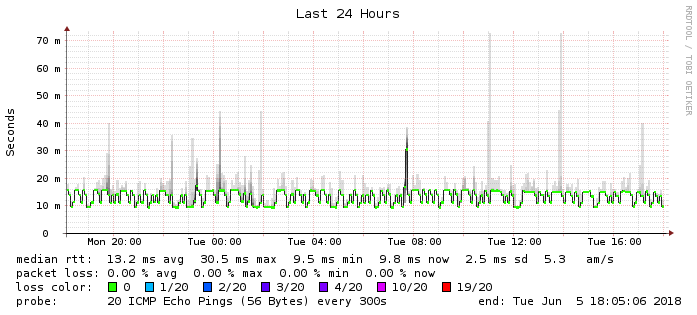 Last 24 Hours
RRDTOOL / TOBI OETIKER
Seconds
70 m
60 m
50 m
40 m
30 m
20 m
10 m
0
Mon 20:00 Tue 00:00 Tue 04:00 Tue 08:00 Tue 12:00 Tue 16:00
median rtt: 13.2 ms avg 30.5 ms max 9.5 ms min 9.8 ms now 2.5 ms sd 5.3 am/s
packet loss: 0.00 % avg 0.00 % max 0.00 % min 0.00 % now
loss color: 0 1/20 2/20 3/20 4/20 10/20 19/20
probe: 20 ICMP Echo Pings (56 Bytes) every 300s end: Tue Jun 5 18:05:06 2018